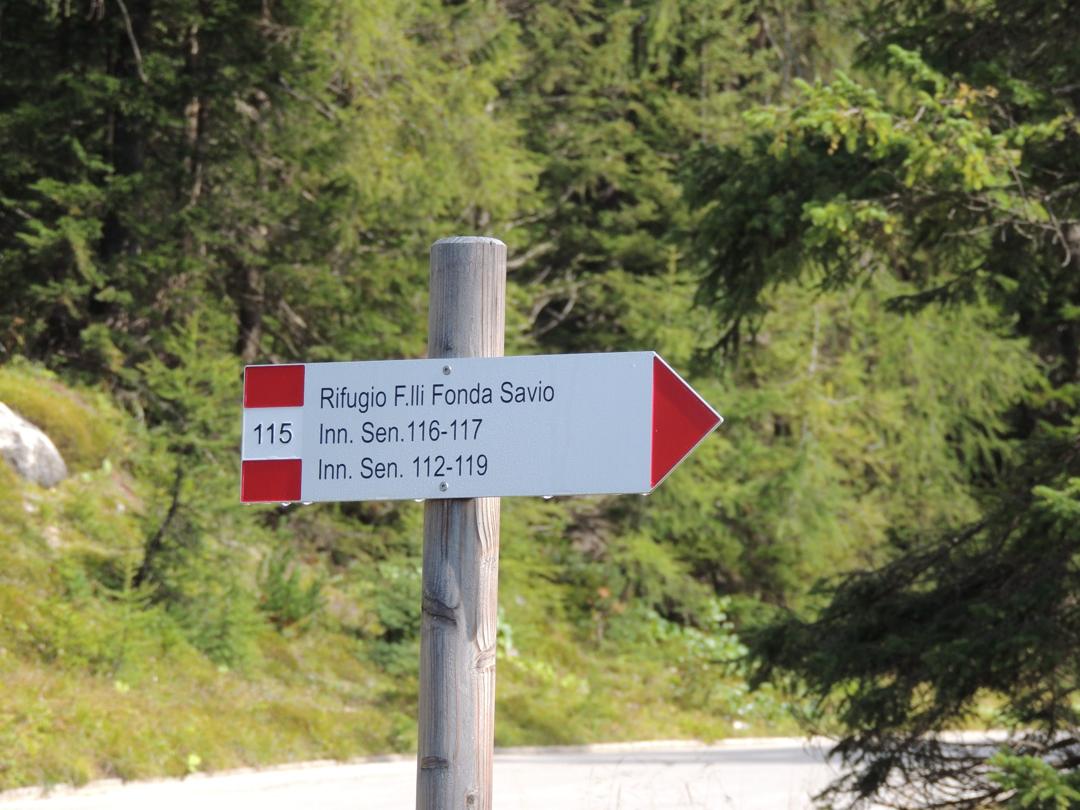 115
Rifugio F.lli Fonda Savio
Inn. Sen.116-117
Inn. Sen. 112-119